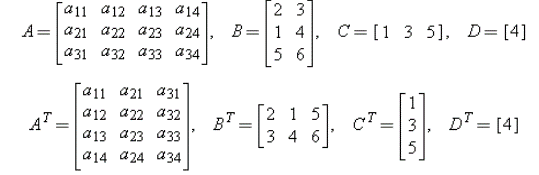 A = [a11 a12 a13 a14; a21 a22 a23 a24; a31 a32 a33 a34], B = [2 3; 1 4; 5 6], C = [1 3 5], D = [4]
A^T = [a11 a21 a31; a12 a22 a32; a13 a23 a33; a14 a24 a34], B^T = [2 1 5; 3 4 6], C^T = [1; 3; 5], D^T = [4]